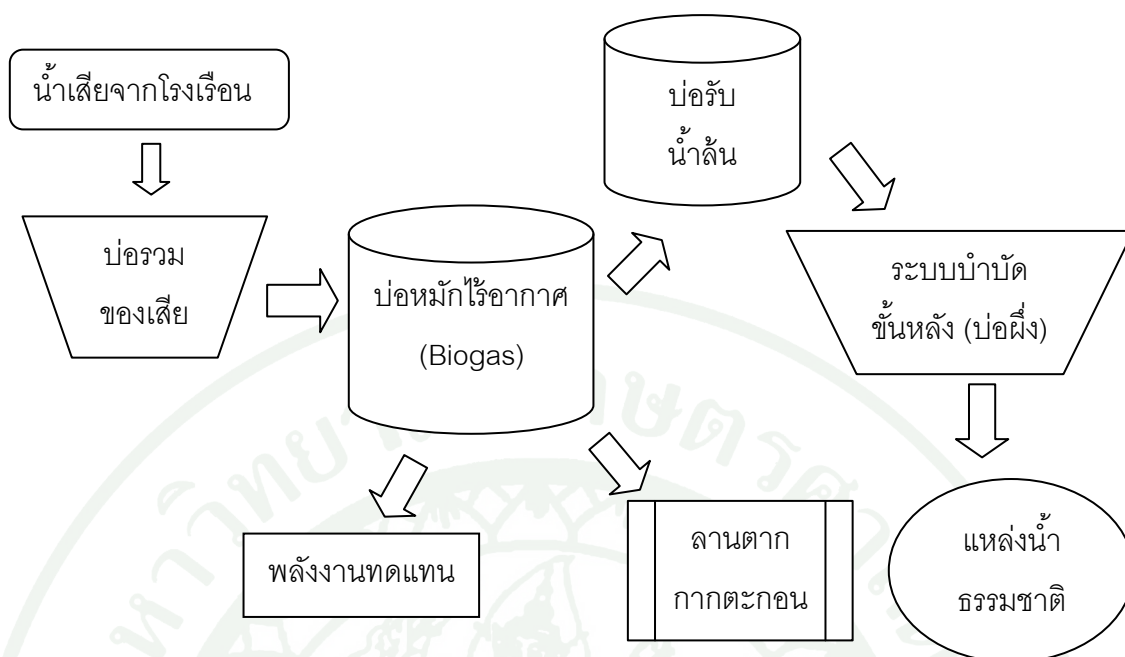 น้ำเสียจากโรงเรือน
บ่อรวม
ของเสีย
บ่อหมักไร้อากาศ
(Biogas)
บ่อรับ
น้ำล้น
ระบบบำบัด
ขั้นหลัง (บ่อผึ่ง)
พลังงานทดแทน
ลานตาก
กากตะกอน
แหล่งน้ำ
ธรรมชาติ